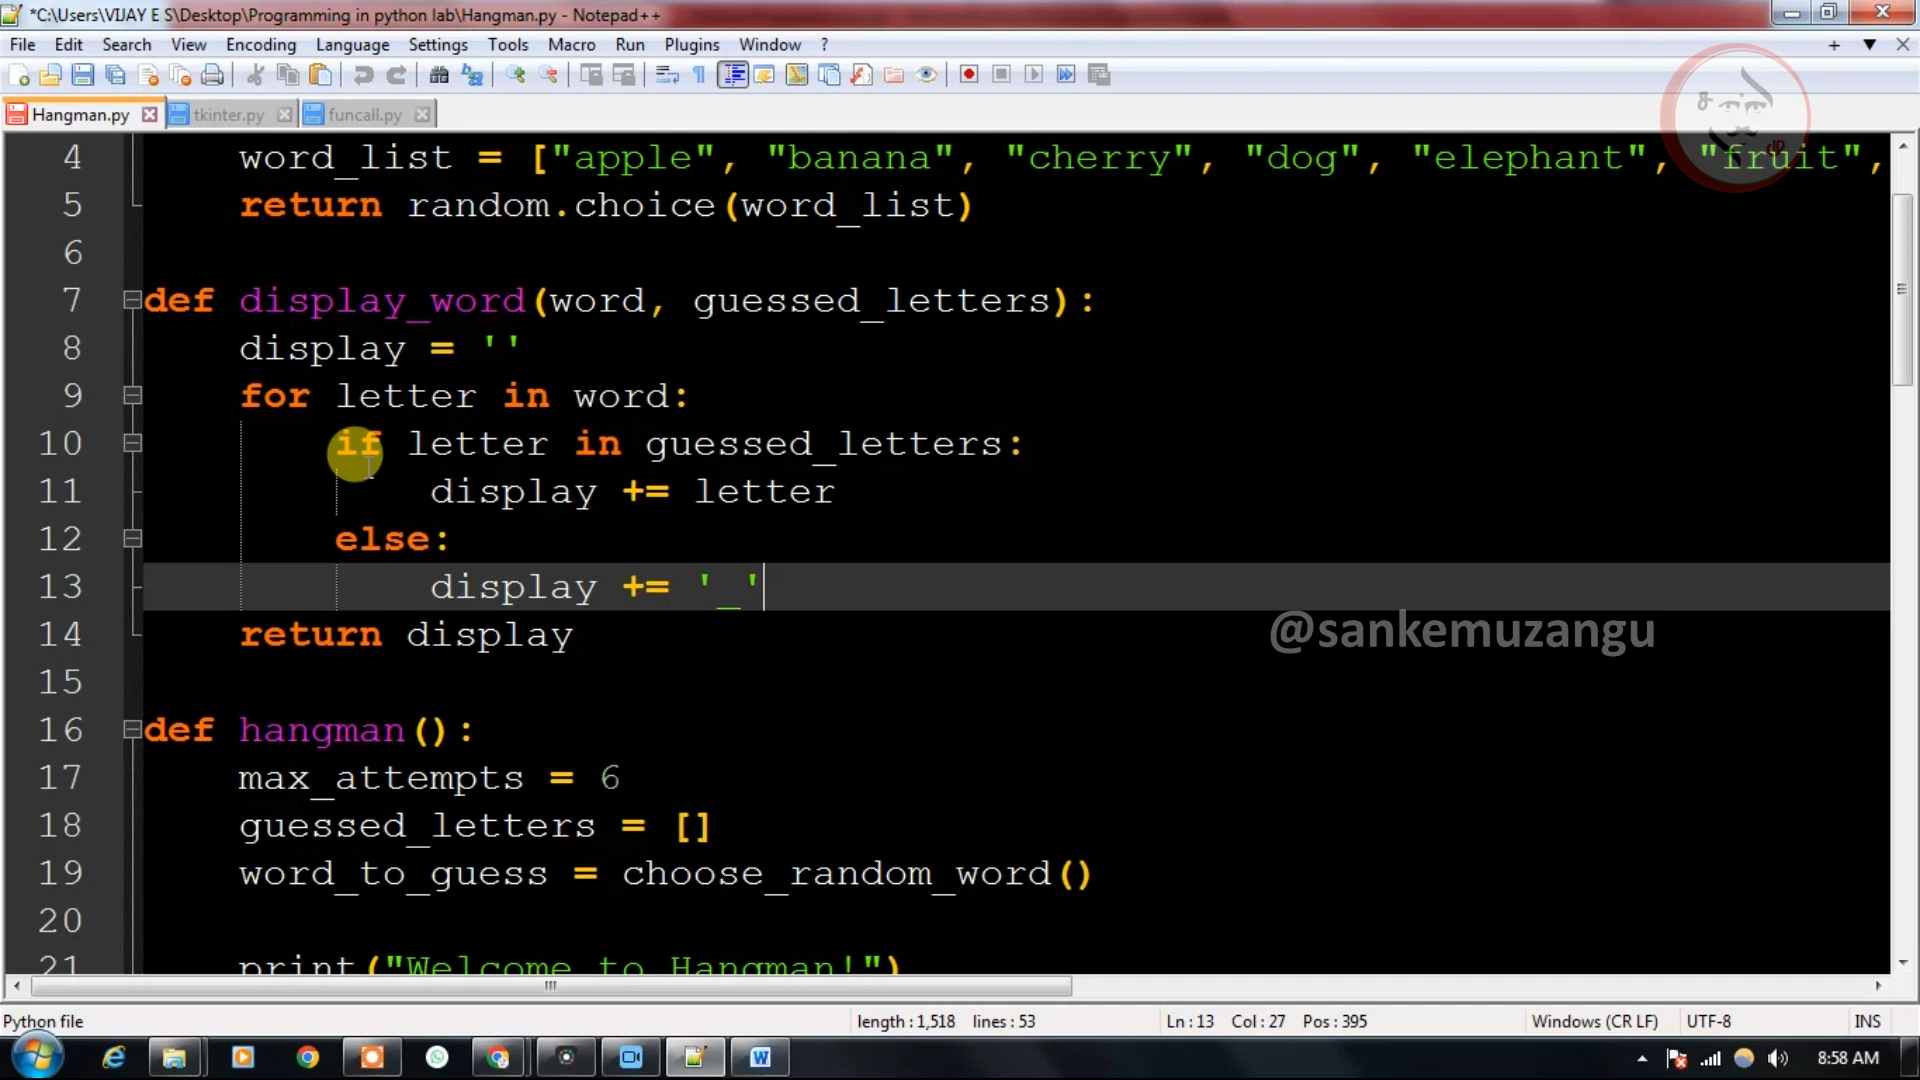 *C:\Users\VIJAY E S\Desktop\Programming in python lab\Hangman.py - Notepad++
File Edit Search View Encoding Language Settings Tools Macro Run Plugins Window ?
Hangman.py tkinter.py funcall.py
4 word_list = ["apple", "banana", "cherry", "dog", "elephant", "fruit",
5 return random.choice(word_list)
6
7 def display_word(word, guessed_letters):
8 display = ''
9 for letter in word:
10 if letter in guessed_letters:
11 display += letter
12 else:
13 display += '_'
14 return display
@sankemuzangu
15
16 def hangman():
17 max_attempts = 6
18 guessed_letters = []
19 word_to_guess = choose_random_word()
20
21 print("Welcome to Hangman!")
Python file length : 1,518 lines : 53 Ln : 13 Col : 27 Pos : 395 Windows (CR LF) UTF-8 INS
8:58 AM